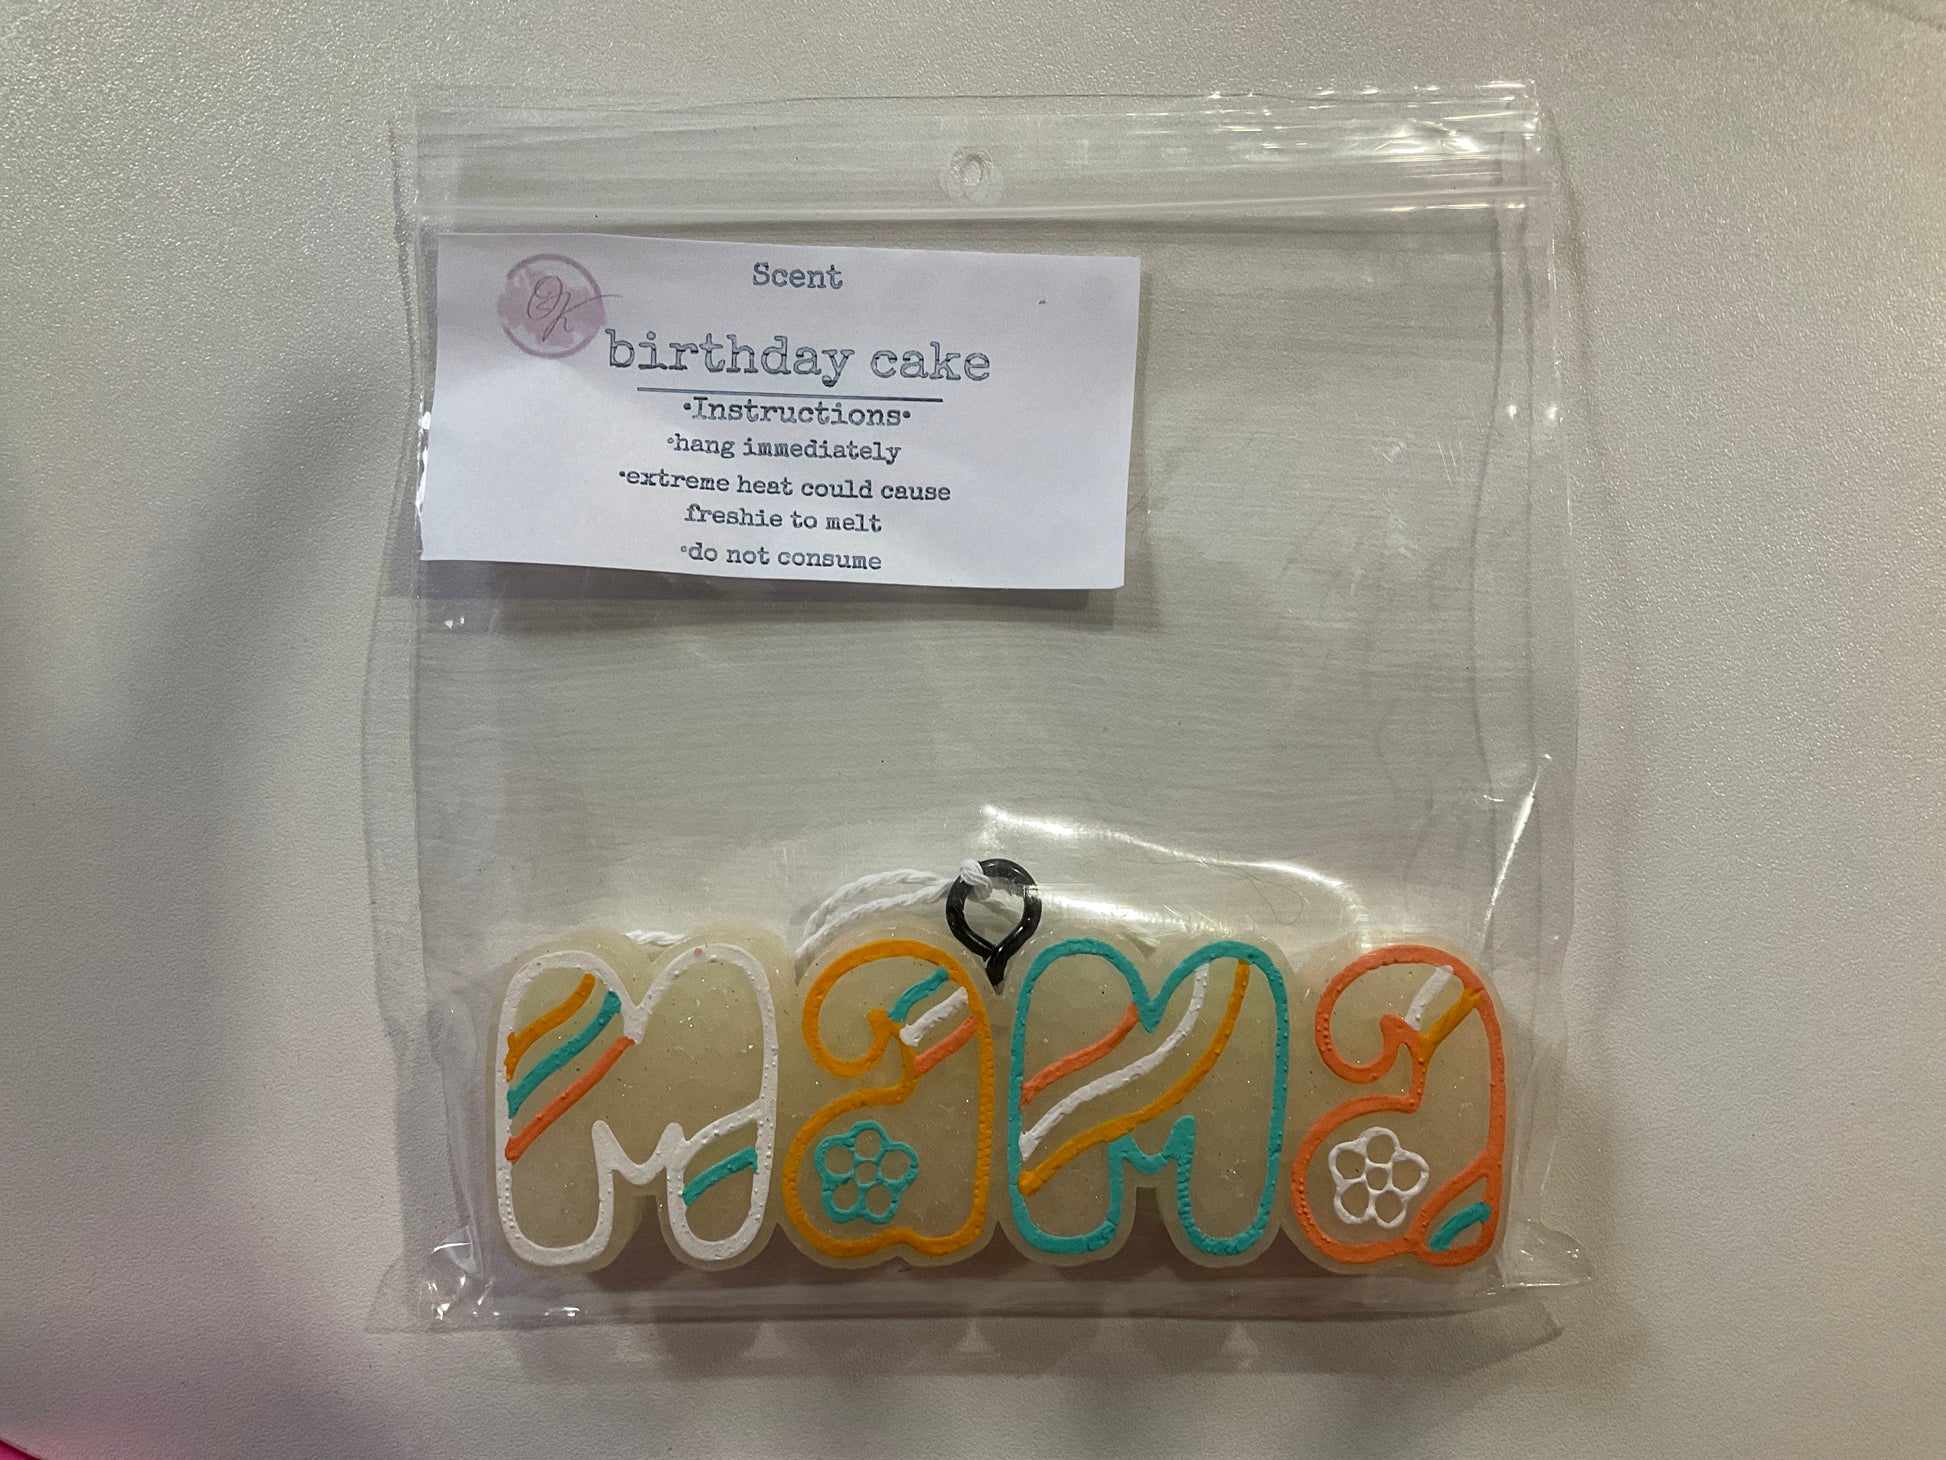 Scent
birthday cake
•Instructions•
•hang immediately
•extreme heat could cause
freshie to melt
•do not consume
mama